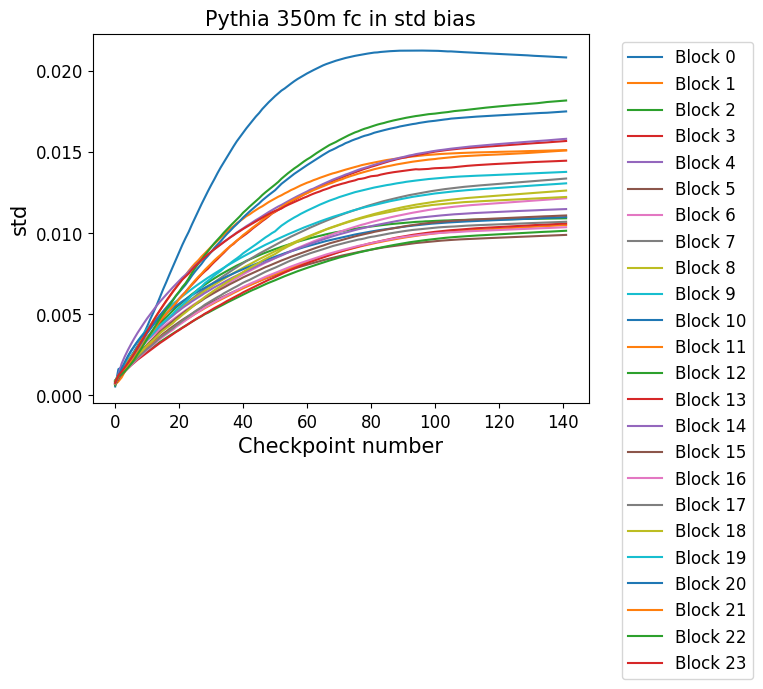 Pythia 350m fc in std bias
std
0.020
0.015
0.010
0.005
0.000
0 20 40 60 80 100 120 140
Checkpoint number
Block 0
Block 1
Block 2
Block 3
Block 4
Block 5
Block 6
Block 7
Block 8
Block 9
Block 10
Block 11
Block 12
Block 13
Block 14
Block 15
Block 16
Block 17
Block 18
Block 19
Block 20
Block 21
Block 22
Block 23